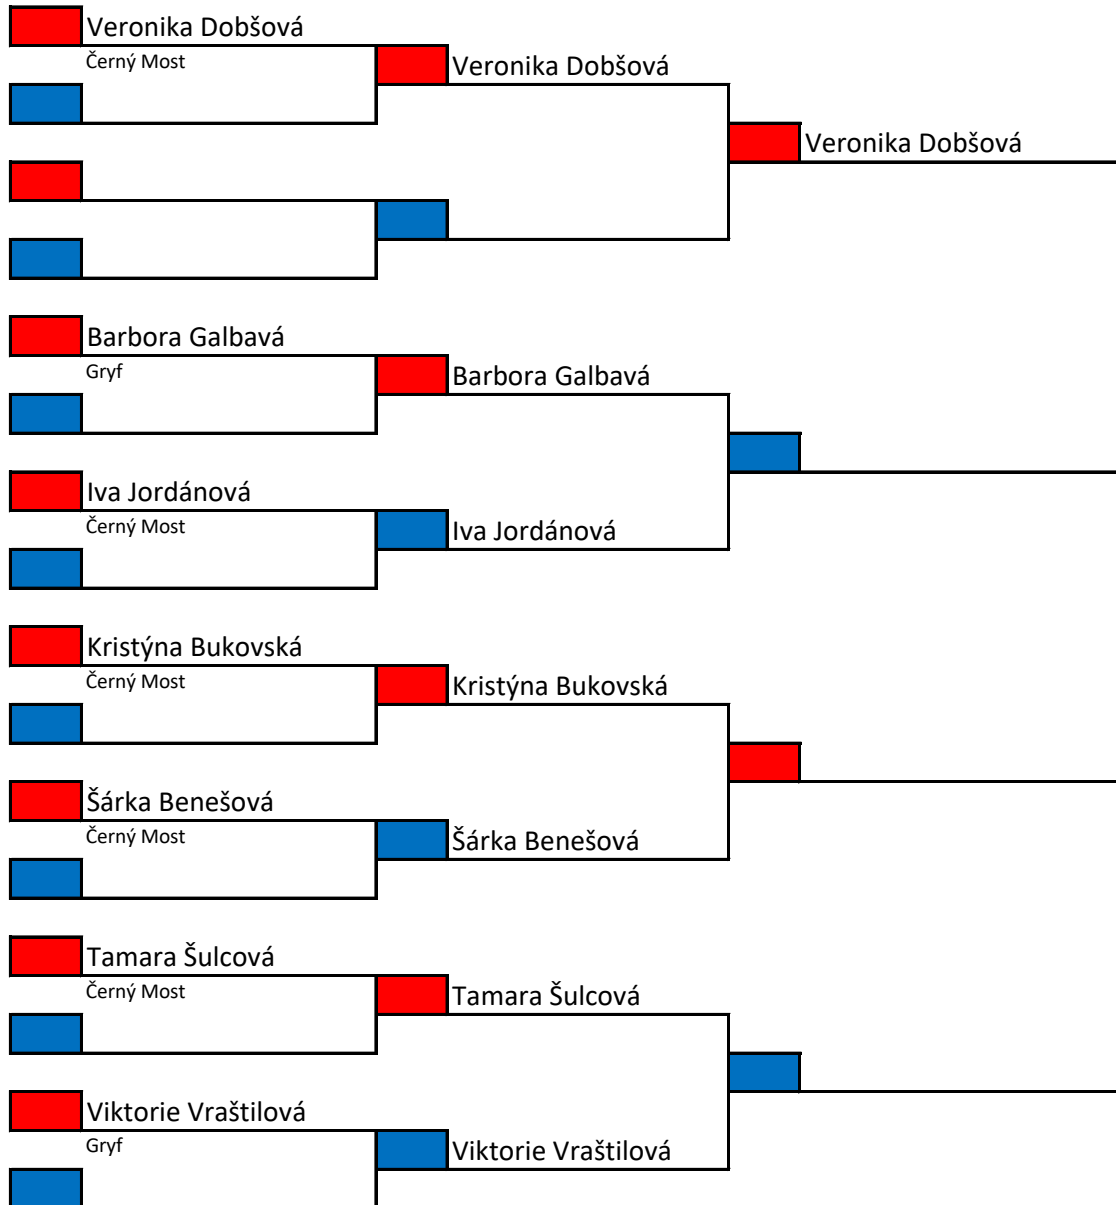 Veronika Dobšová
Černý Most
Veronika Dobšová
Veronika Dobšová
Barbora Galbavá
Gryf
Barbora Galbavá
Iva Jordánová
Černý Most
Iva Jordánová
Kristýna Bukovská
Černý Most
Kristýna Bukovská
Šárka Benešová
Černý Most
Šárka Benešová
Tamara Šulcová
Černý Most
Tamara Šulcová
Viktorie Vraštilová
Gryf
Viktorie Vraštilová